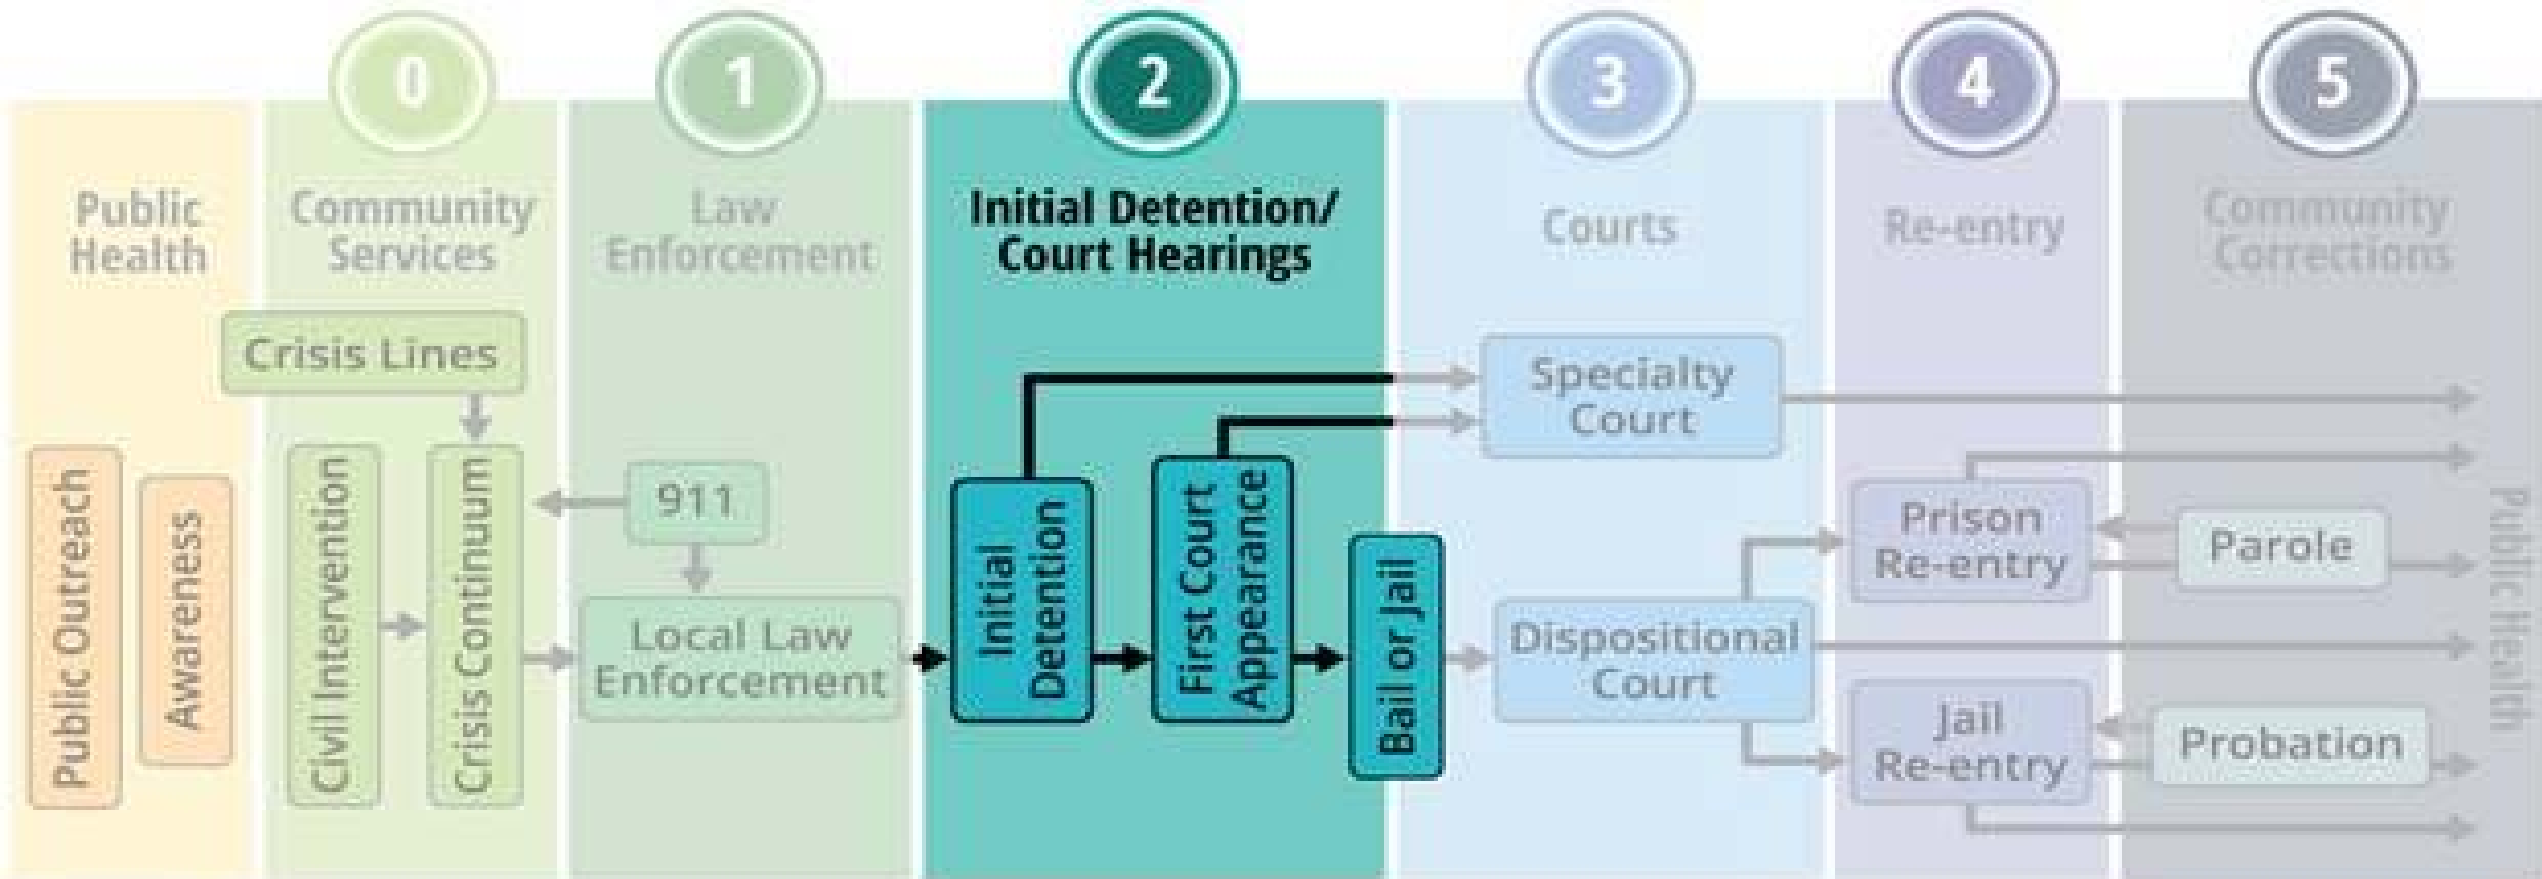 0
1
2
3
4
5
Public
Health
Community
Services
Law
Enforcement
Initial Detention/
Court Hearings
Courts
Re-entry
Community
Corrections
Public Outreach
Awareness
Crisis Lines
Civil Intervention
Crisis Continuum
911
Local Law
Enforcement
Initial
Detention
First Court
Appearance
Bail or Jail
Specialty
Court
Dispositional
Court
Prison
Re-entry
Jail
Re-entry
Parole
Probation
Public Health